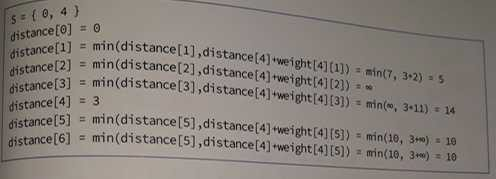 S = { 0, 4 }
distance[0] = 0
distance[1] = min(distance[1],distance[4]+weight[4][1]) = min(7, 3+2) = 5
distance[2] = min(distance[2],distance[4]+weight[4][2]) = ∞
distance[3] = min(distance[3],distance[4]+weight[4][3]) = min(∞, 3+11) = 14
distance[4] = 3
distance[5] = min(distance[5],distance[4]+weight[4][5]) = min(10, 3+∞) = 10
distance[6] = min(distance[5],distance[4]+weight[4][5]) = min(10, 3+∞) = 10